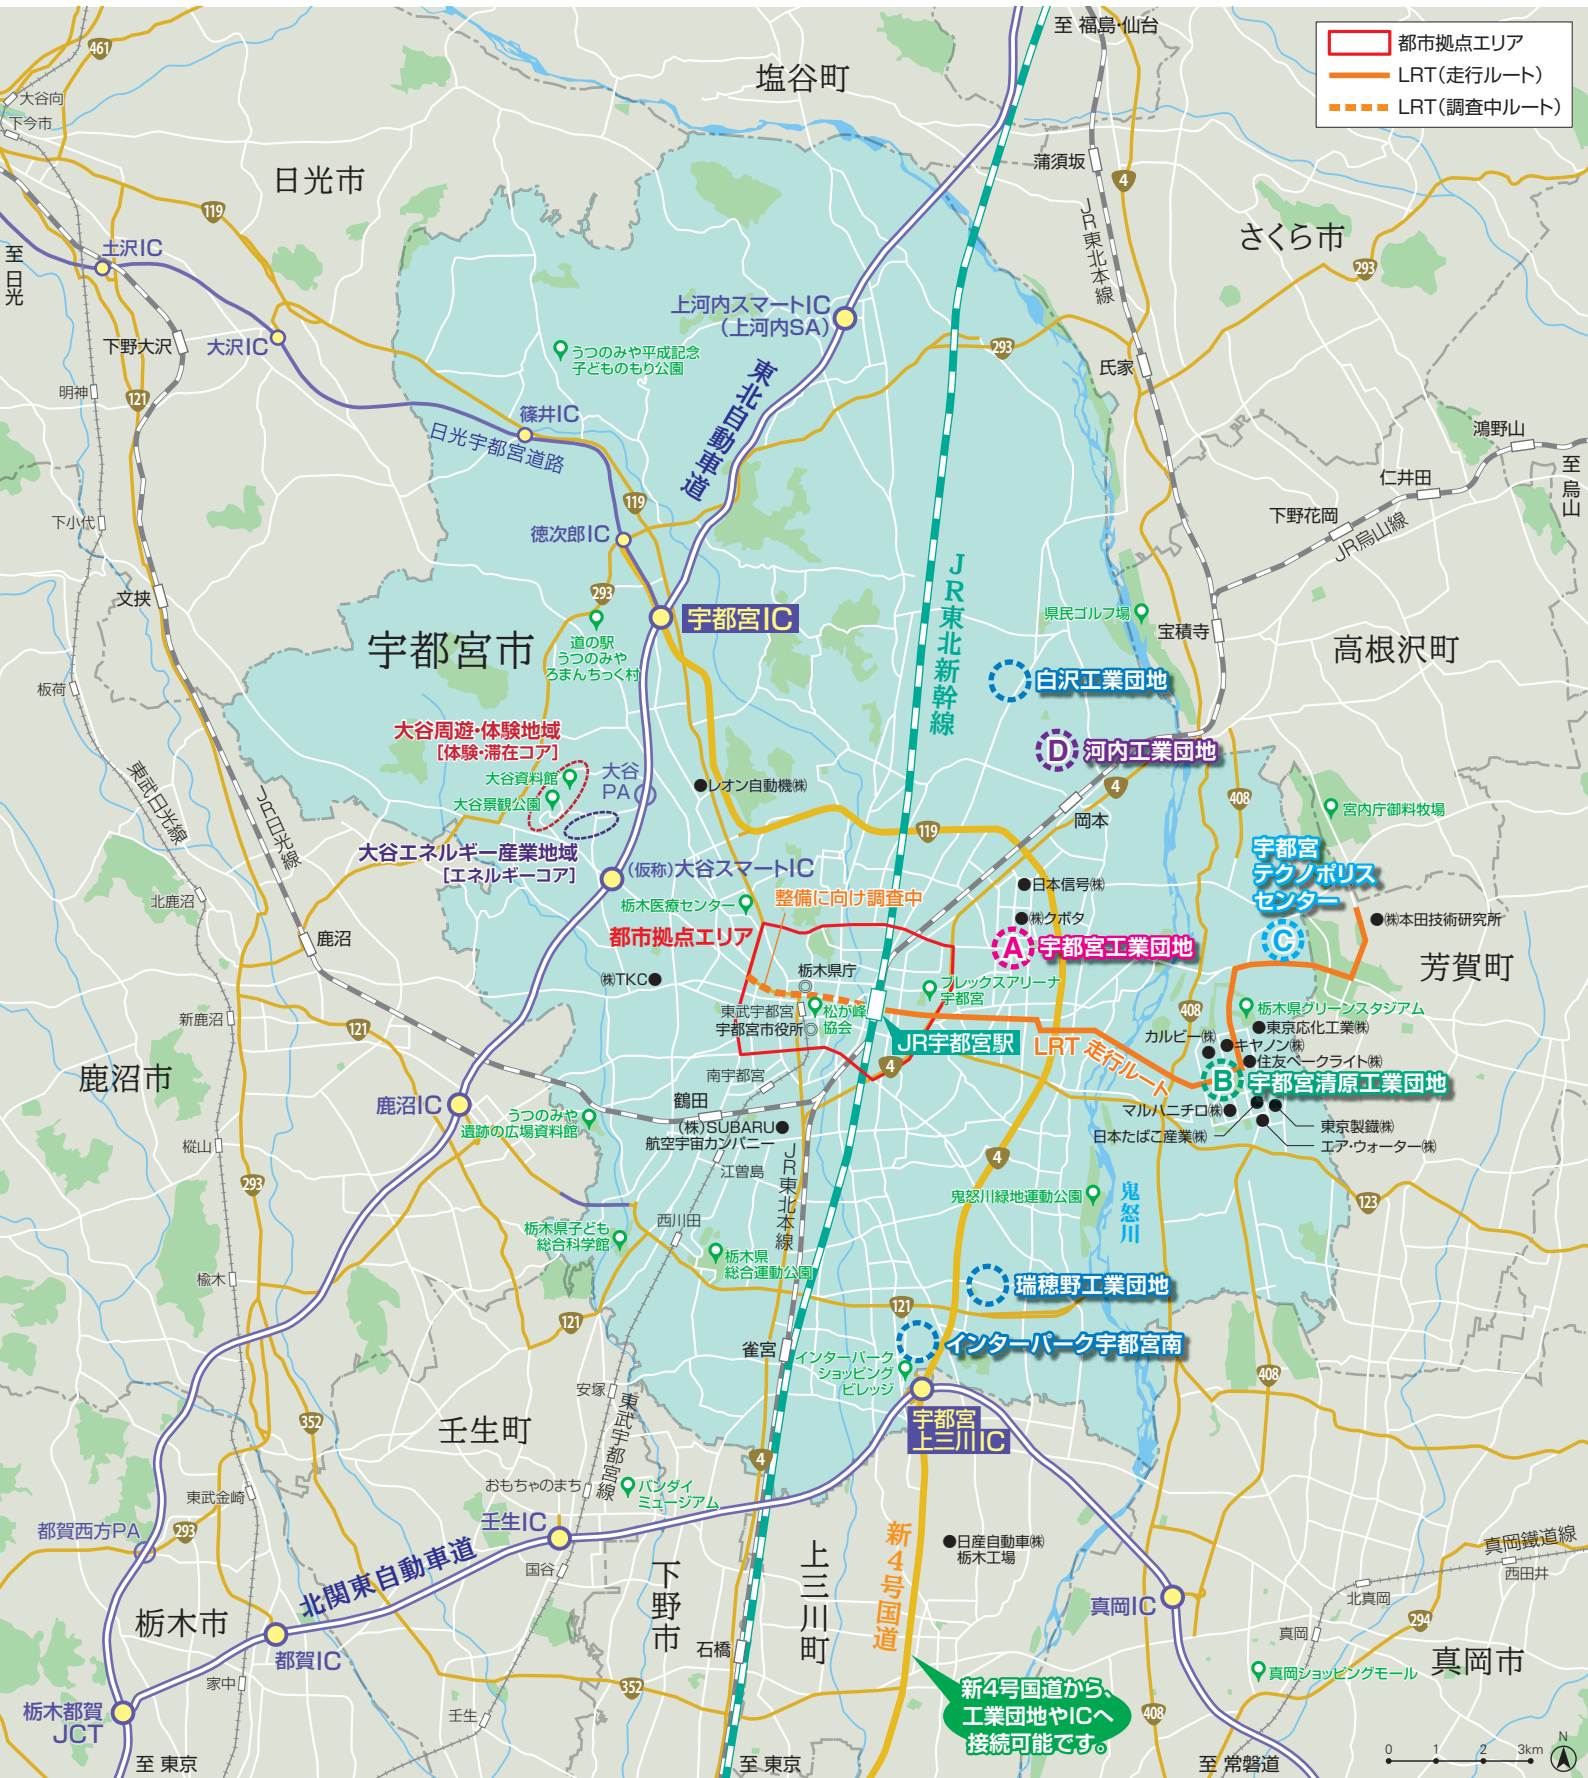 都市拠点エリア
LRT(走行ルート)
LRT(調査中ルート)
至 福島・仙台
塩谷町
461
大谷向
下今市
蒲須坂
4
日光市
119
JR東北本線
さくら市
293
土沢IC
至 日光
上河内スマートIC
(上河内SA)
下野大沢
大沢IC
うつのみや平成記念
子どものもり公園
293
氏家
明神
121
東北自動車道
篠井IC
日光宇都宮道路
鴻野山
至 烏山
仁井田
119
下野花岡
JR烏山線
下小代
徳次郎IC
文挟
293
JR東北新幹線
宇都宮IC
県民ゴルフ場
宝積寺
宇都宮市
道の駅
うつのみや
ろまんちっく村
高根沢町
白沢工業団地
板荷
大谷周遊・体験地域
[体験・滞在コア]
D
河内工業団地
大谷資料館
大谷
PA
レオン自動機㈱
4
408
大谷景観公園
宮内庁御料牧場
東武日光線
JR日光線
岡本
119
大谷エネルギー産業地域
[エネルギーコア]
(仮称)大谷スマートIC
宇都宮
テクノポリス
センター
C
日本信号㈱
北鹿沼
栃木医療センター
整備に向け調査中
㈱クボタ
㈱本田技術研究所
鹿沼
都市拠点エリア
A
宇都宮工業団地
芳賀町
㈱TKC
栃木県庁
ブレックスアリーナ
宇都宮
新鹿沼
121
東武宇都宮
松が峰
協会
宇都宮市役所
408
栃木県グリーンスタジアム
東京応化工業㈱
カルビー㈱
キヤノン㈱
JR宇都宮駅
LRT 走行ルート
住友ベークライト㈱
鹿沼市
南宇都宮
4
B
宇都宮清原工業団地
鹿沼IC
鶴田
うつのみや
遺跡の広場資料館
(株)SUBARU
航空宇宙カンパニー
マルハニチロ㈱
日本たばこ産業㈱
東京製鐵㈱
エア・ウォーター㈱
樅山
江曽島
JR東北本線
4
293
鬼怒川緑地運動公園
鬼怒川
123
栃木県子ども
総合科学館
西川田
栃木県
総合運動公園
楡木
瑞穂野工業団地
121
121
インターパーク宇都宮南
雀宮
インターパーク
ショッピング
ビレッジ
408
安塚
352
宇都宮
上三川IC
壬生町
東武宇都宮線
4
おもちゃのまち
バンダイ
ミュージアム
東武金崎
都賀西方PA
293
壬生IC
新4号国道
日産自動車㈱
栃木工場
真岡鐵道線
西田井
北関東自動車道
国谷
下野市
上三川町
真岡IC
北真岡
294
栃木市
都賀IC
石橋
真岡
真岡市
真岡ショッピングモール
家中
352
新4号国道から、
工業団地やICへ
接続可能です。
408
栃木都賀
JCT
壬生
至 東京
至 東京
至 常磐道
0 1 2 3km
N